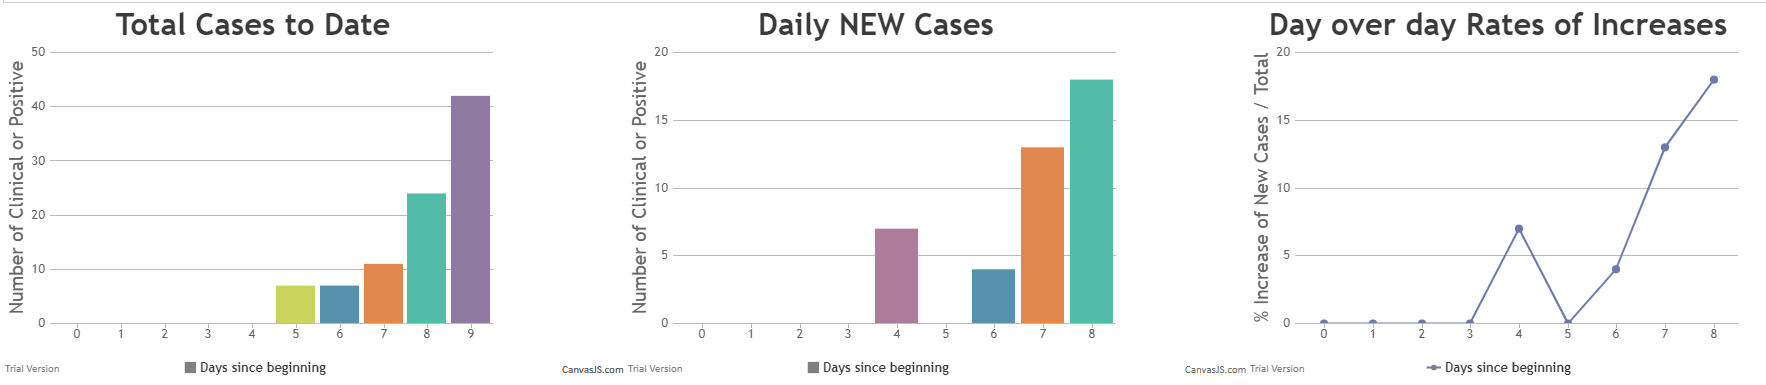 Total Cases to Date
Number of Clinical or Positive
50
40
30
20
10
0
0 1 2 3 4 5 6 7 8 9
Days since beginning
Trial Version
CanvasJS.com
Daily NEW Cases
Number of Clinical or Positive
20
15
10
5
0
0 1 2 3 4 5 6 7 8
Days since beginning
Trial Version
CanvasJS.com
Day over day Rates of Increases
% Increase of New Cases / Total
20
15
10
5
0
0 1 2 3 4 5 6 7 8
Days since beginning
Trial Version